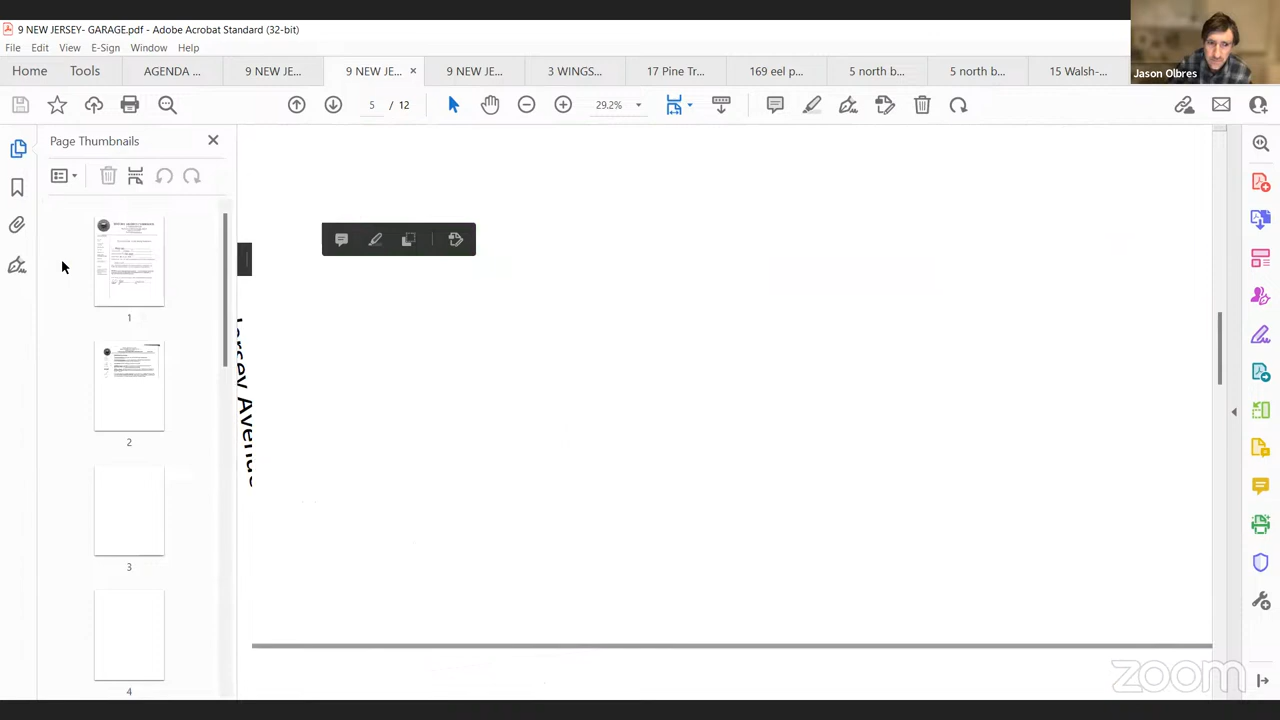 9 NEW JERSEY- GARAGE.pdf - Adobe Acrobat Standard (32-bit)
File Edit View E-Sign Window Help
Home Tools AGENDA ... 9 NEW JE... 9 NEW JE... × 9 NEW JE... 3 WINGS... 17 Pine Tr... 169 eel p... 5 north b... 5 north b... 15 Walsh-...
Jason Olbres
5 / 12 29.2%
Page Thumbnails
1
2
3
4
Jersey Avenue
zoom